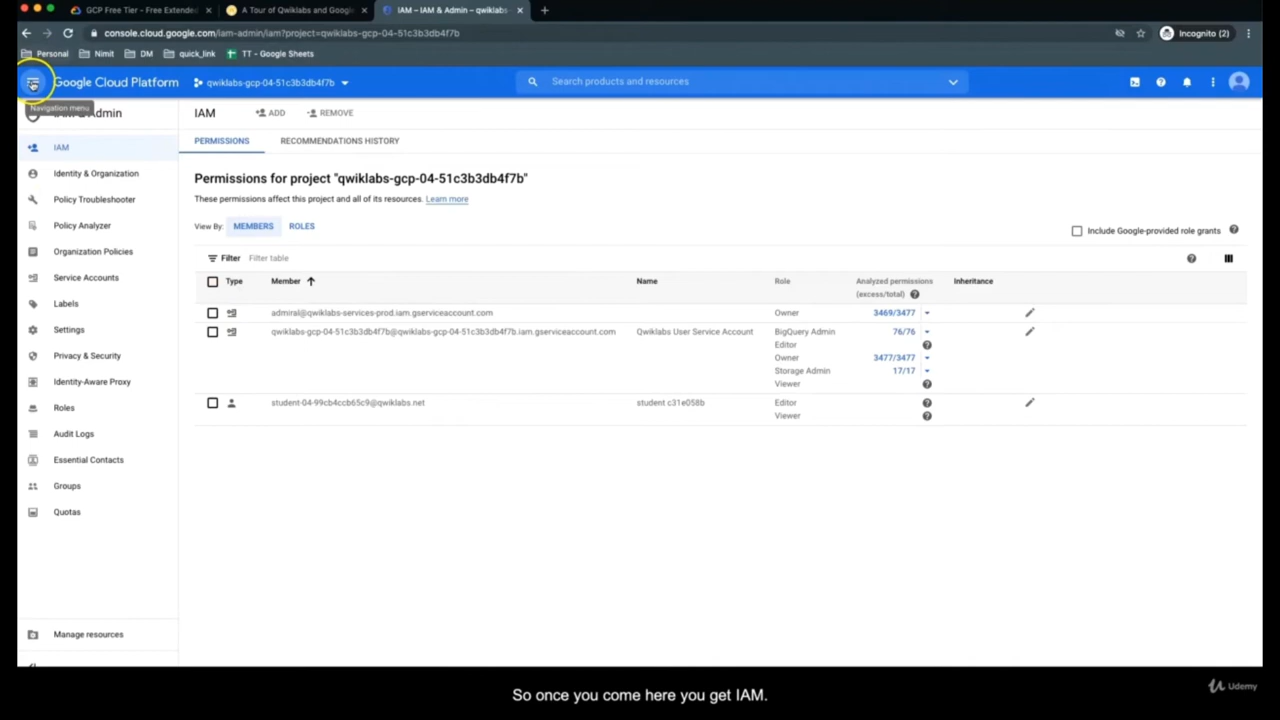 GCP Free Tier - Free Extended
A Tour of Qwiklabs and Google
IAM – IAM & Admin – qwiklabs-
console.cloud.google.com/iam-admin/iam?project=qwiklabs-gcp-04-51c3b3db4f7b
Incognito (2)
Personal
Nimit
DM
quick_link
TT - Google Sheets
Google Cloud Platform
qwiklabs-gcp-04-51c3b3db4f7b
Search products and resources
Navigation menu
IAM & Admin
IAM
Identity & Organization
Policy Troubleshooter
Policy Analyzer
Organization Policies
Service Accounts
Labels
Settings
Privacy & Security
Identity-Aware Proxy
Roles
Audit Logs
Essential Contacts
Groups
Quotas
Manage resources
IAM
ADD
REMOVE
PERMISSIONS
RECOMMENDATIONS HISTORY
Permissions for project "qwiklabs-gcp-04-51c3b3db4f7b"
These permissions affect this project and all of its resources. Learn more
View By: MEMBERS ROLES
Include Google-provided role grants
Filter Filter table
Type Member Name Role Analyzed permissions (excess/total) Inheritance
admiral@qwiklabs-services-prod.iam.gserviceaccount.com Owner 3469/3477
qwiklabs-gcp-04-51c3b3db4f7b@qwiklabs-gcp-04-51c3b3db4f7b.iam.gserviceaccount.com Qwiklabs User Service Account BigQuery Admin 76/76
Editor
Owner 3477/3477
Storage Admin 17/17
Viewer
student-04-99cb4ccb65c9@qwiklabs.net student c31e058b Editor
Viewer
So once you come here you get IAM.
Udemy